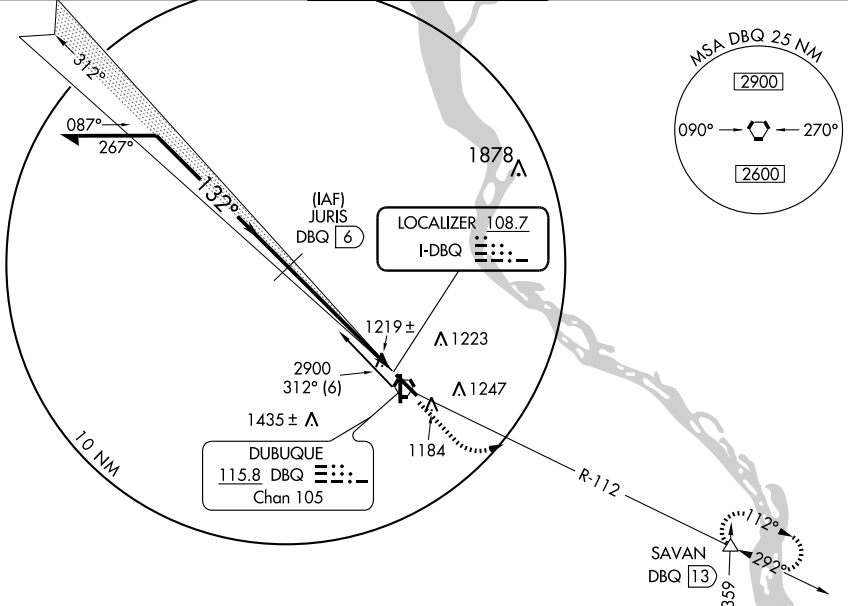 312°
087°
267°
132°
(IAF)
JURIS
DBQ 6
LOCALIZER 108.7
I-DBQ
MSA DBQ 25 NM
2900
090°
270°
2600
1878
1219 ±
1223
2900
312° (6)
1247
1435 ±
1184
DUBUQUE
115.8 DBQ
Chan 105
10 NM
R-112
SAVAN
DBQ 13
112°
292°
359